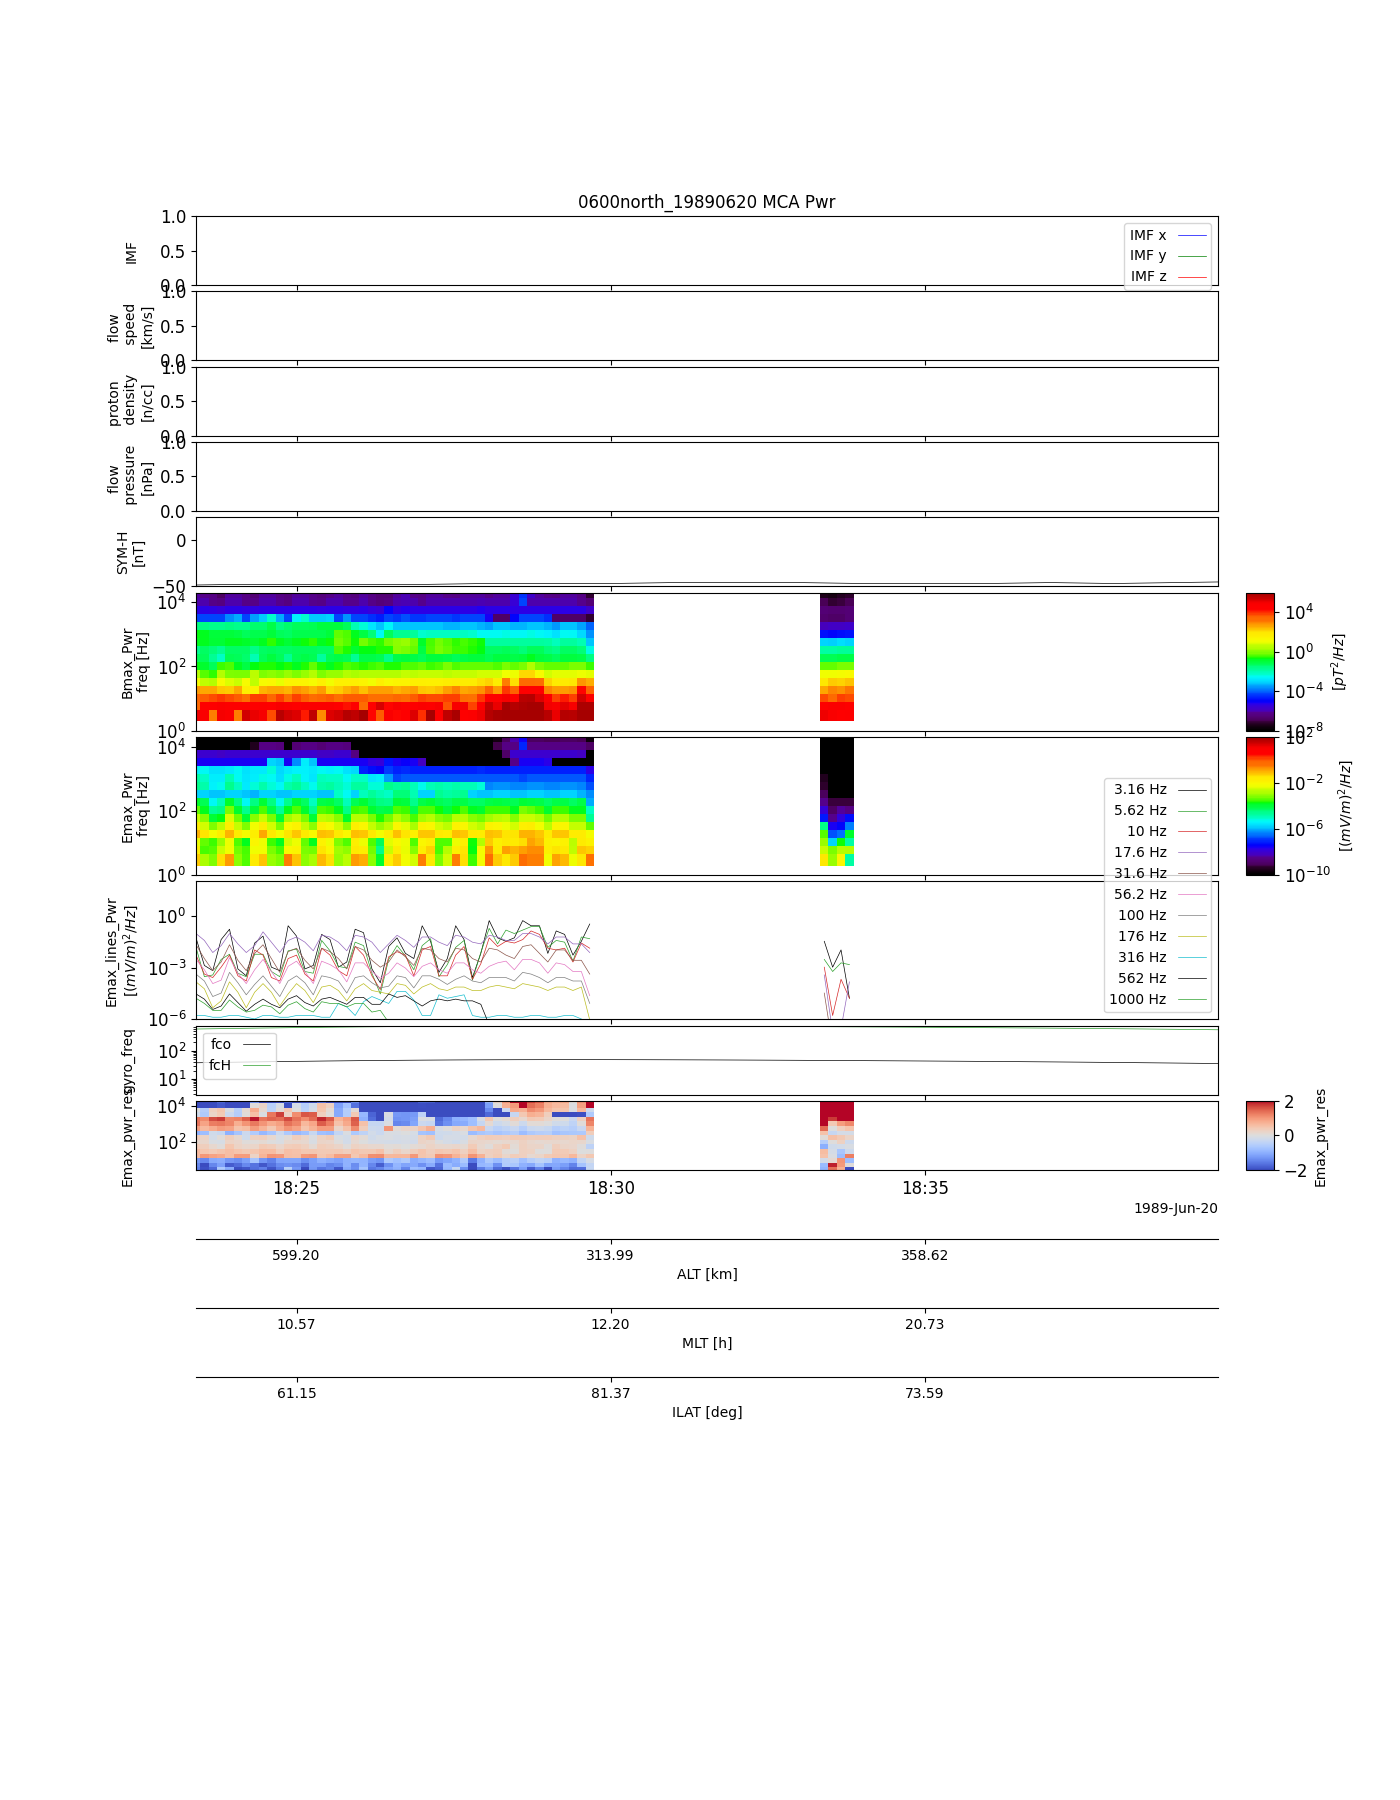 0600north_19890620 MCA Pwr
1.0
0.5
0.0
IMF
IMF x
IMF y
IMF z
1.0
0.5
0.0
flow
speed
[km/s]
1.0
0.5
0.0
proton
density
[n/cc]
1.0
0.5
0.0
flow
pressure
[nPa]
0
−50
SYM-H
[nT]
10^4
10^2
10^0
Bmax_Pwr
freq [Hz]
10^4
10^0
10^−4
10^−8
[pT^2/Hz]
10^4
10^2
10^0
Emax_Pwr
freq [Hz]
10^2
10^−2
10^−6
10^−10
[(mV/m)^2/Hz]
3.16 Hz
5.62 Hz
10 Hz
17.6 Hz
31.6 Hz
56.2 Hz
100 Hz
176 Hz
316 Hz
562 Hz
1000 Hz
10^0
10^−3
10^−6
Emax_lines_Pwr
[(mV/m)^2/Hz]
10^2
10^1
gyro_freq
fco
fcH
10^4
10^2
Emax_pwr_res
2
0
−2
Emax_pwr_res
18:25 18:30 18:35
1989-Jun-20
599.20 313.99 358.62
ALT [km]
10.57 12.20 20.73
MLT [h]
61.15 81.37 73.59
ILAT [deg]